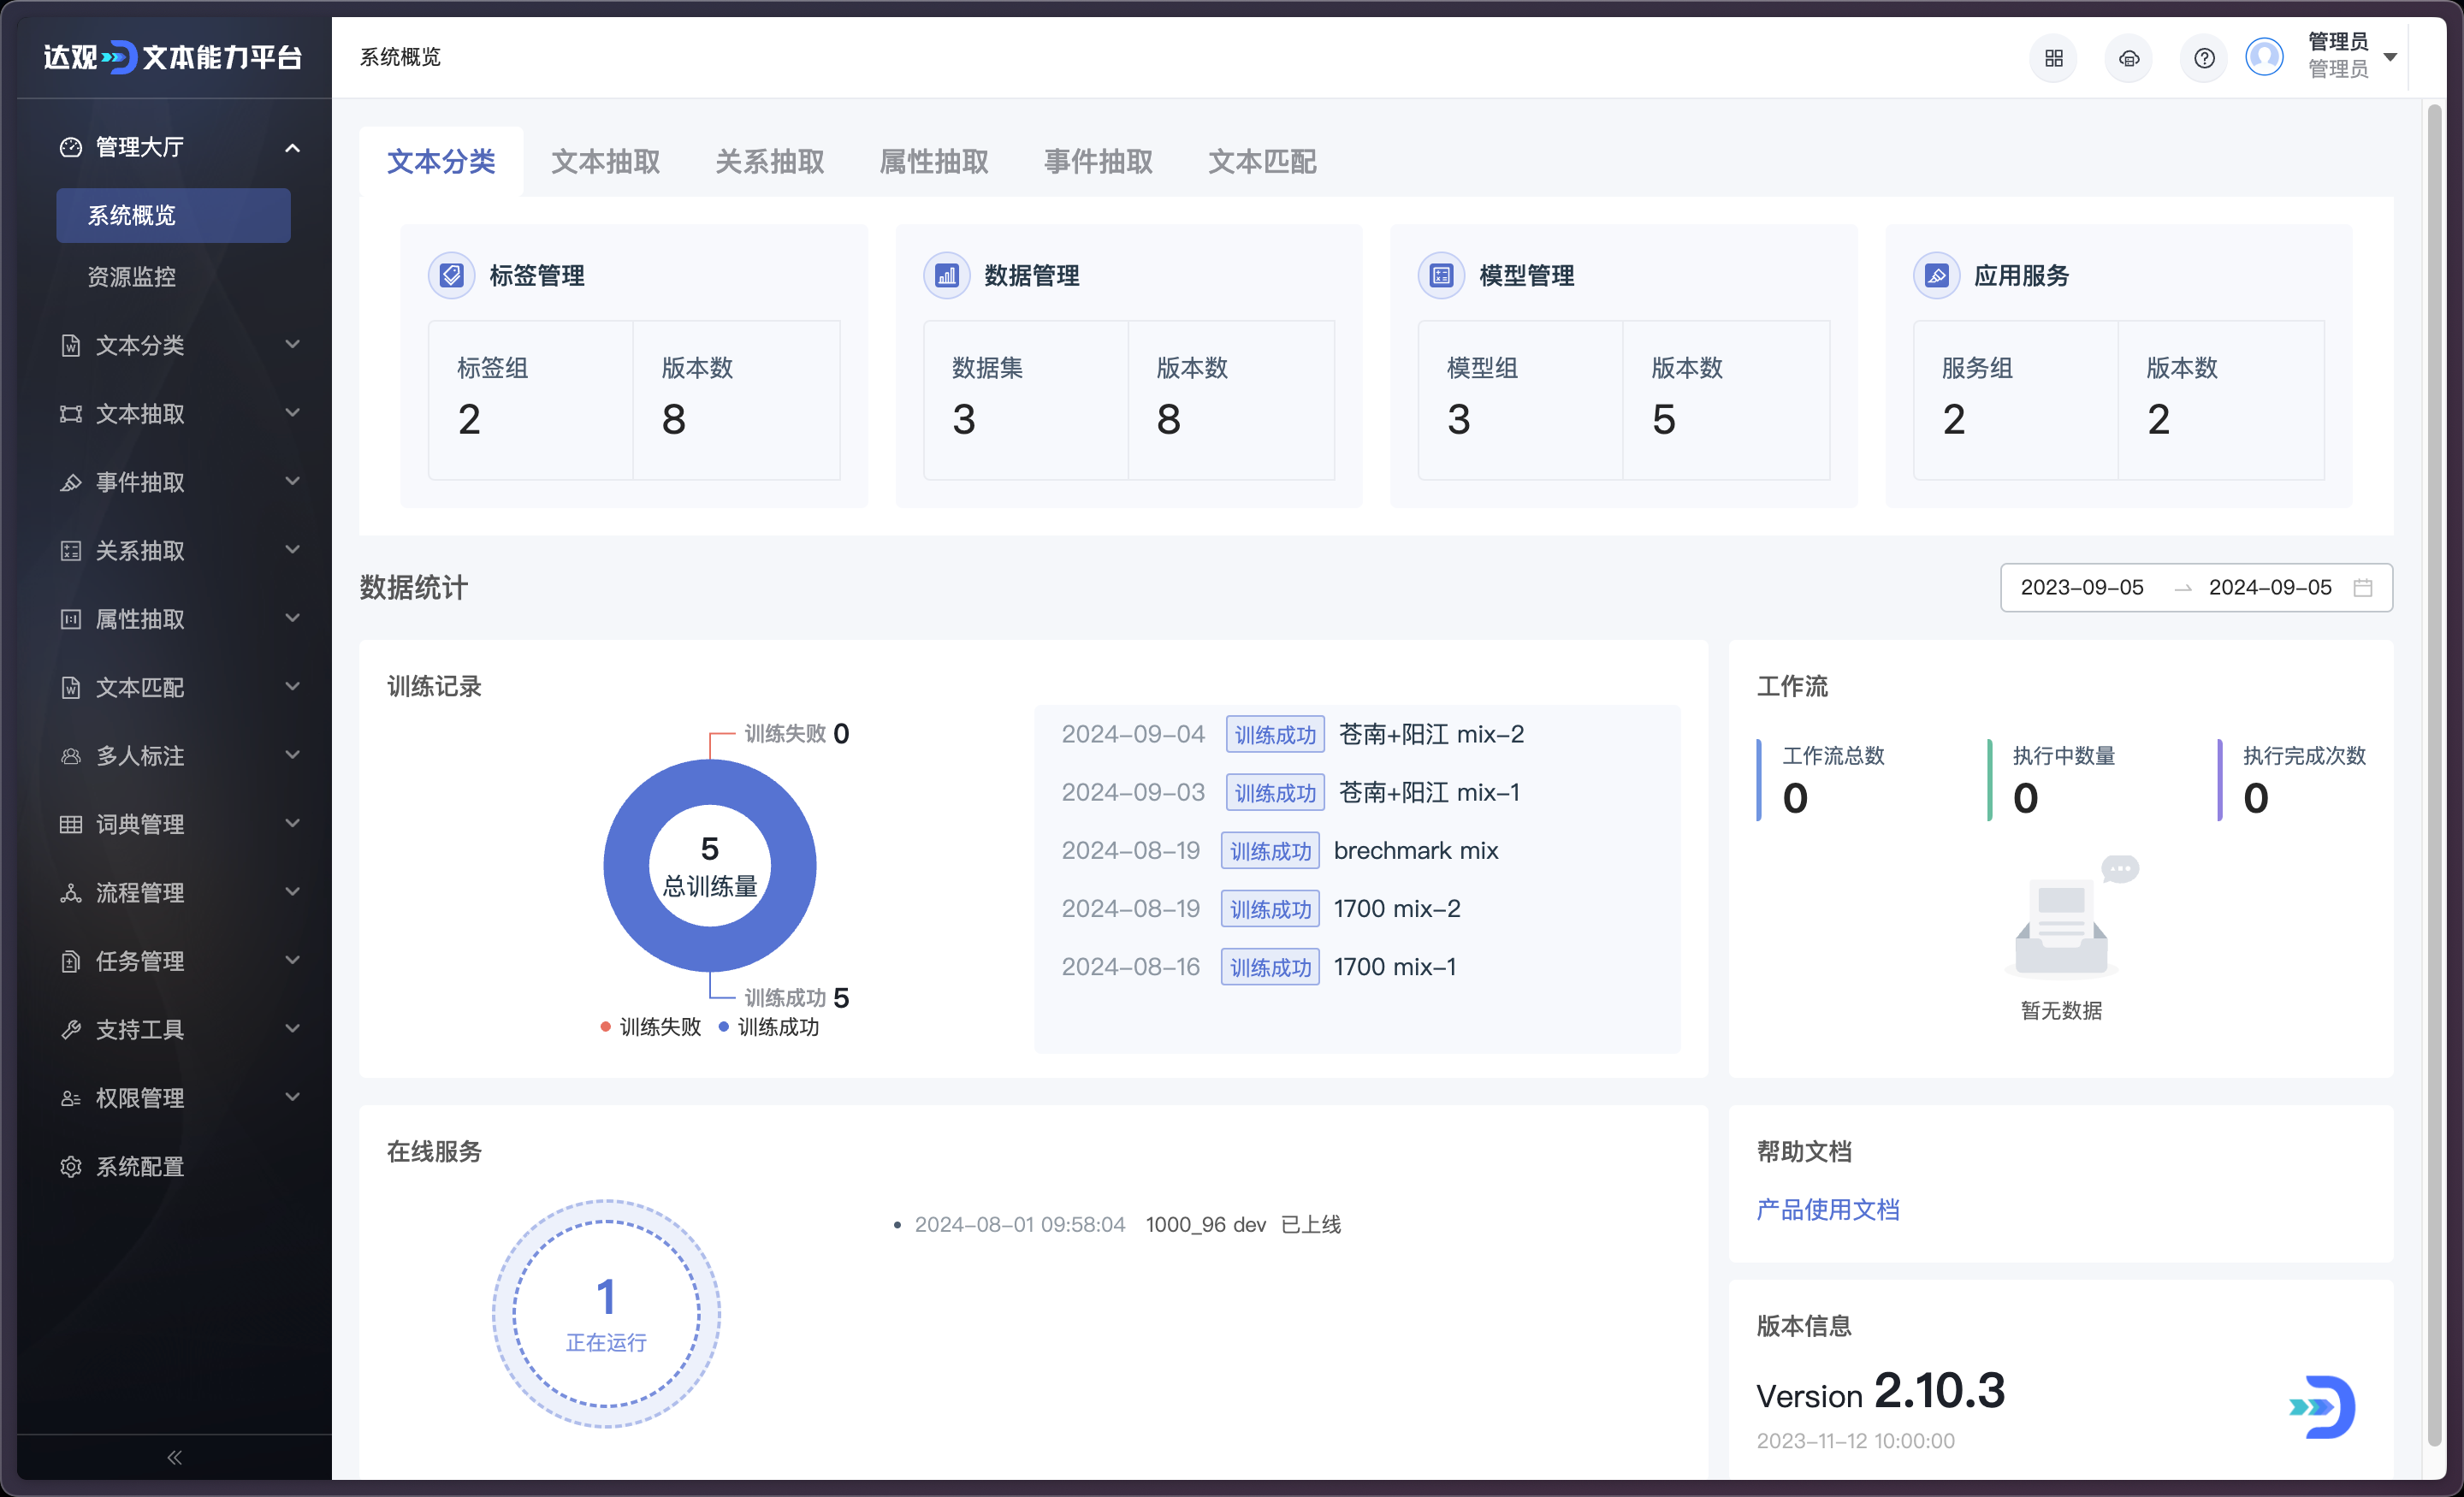 达观 文本能力平台
管理大厅
系统概览
资源监控
文本分类
文本抽取
事件抽取
关系抽取
属性抽取
文本匹配
多人标注
词典管理
流程管理
任务管理
支持工具
权限管理
系统配置
系统概览
管理员
管理员
文本分类 文本抽取 关系抽取 属性抽取 事件抽取 文本匹配
标签管理
标签组 版本数
2 8
数据管理
数据集 版本数
3 8
模型管理
模型组 版本数
3 5
应用服务
服务组 版本数
2 2
数据统计
2023-09-05 → 2024-09-05
训练记录
训练失败 0
5
总训练量
训练成功 5
训练失败 训练成功
2024-09-04 训练成功 苍南+阳江 mix-2
2024-09-03 训练成功 苍南+阳江 mix-1
2024-08-19 训练成功 brechmark mix
2024-08-19 训练成功 1700 mix-2
2024-08-16 训练成功 1700 mix-1
工作流
工作流总数 执行中数量 执行完成次数
0 0 0
暂无数据
在线服务
1
正在运行
• 2024-08-01 09:58:04 1000_96 dev 已上线
帮助文档
产品使用文档
版本信息
Version 2.10.3
2023-11-12 10:00:00